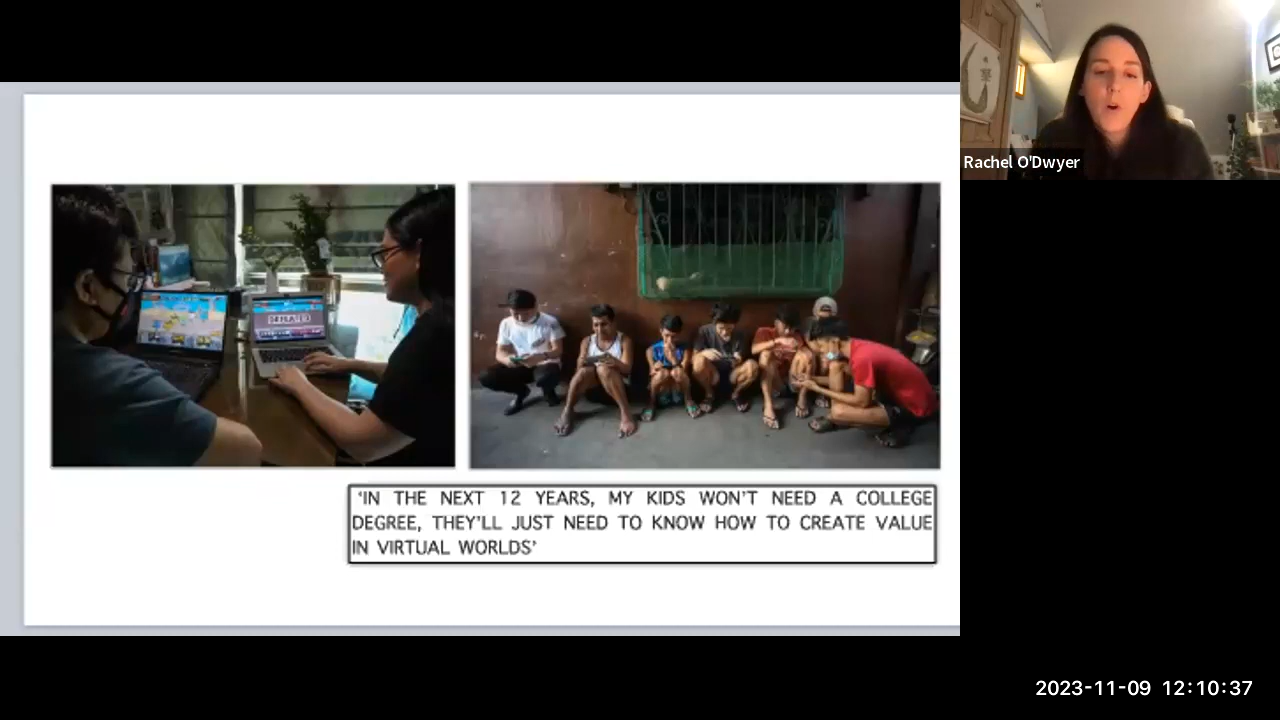 Rachel O'Dwyer
'IN THE NEXT 12 YEARS, MY KIDS WON'T NEED A COLLEGE
DEGREE, THEY'LL JUST NEED TO KNOW HOW TO CREATE VALUE
IN VIRTUAL WORLDS'
2023-11-09 12:10:37